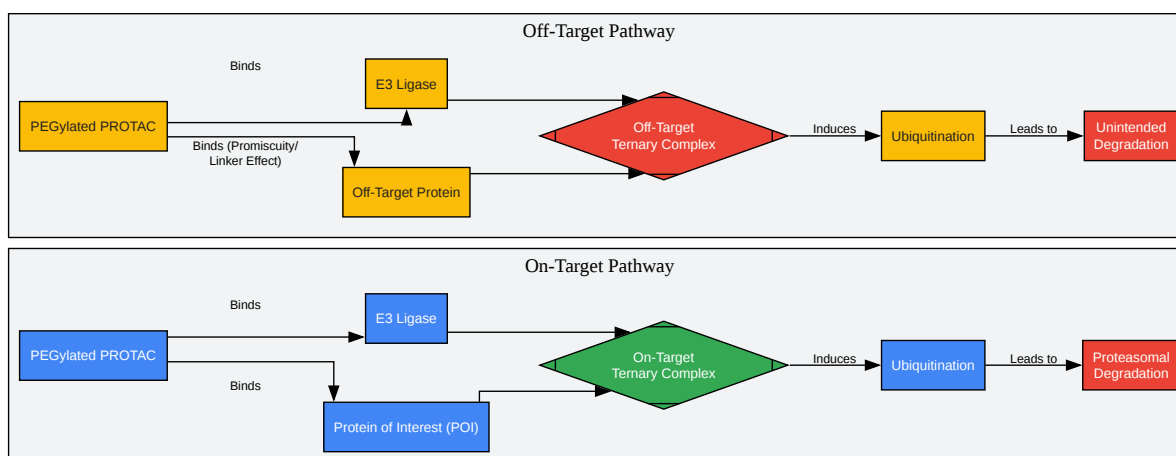 Off-Target Pathway
Binds
E3 Ligase
PEGylated PROTAC
Binds (Promiscuity/
Linker Effect)
Off-Target Protein
Off-Target
Ternary Complex
Induces
Ubiquitination
Leads to
Unintended
Degradation
On-Target Pathway
Binds
E3 Ligase
PEGylated PROTAC
Binds
Protein of Interest (POI)
On-Target
Ternary Complex
Induces
Ubiquitination
Leads to
Proteasomal
Degradation